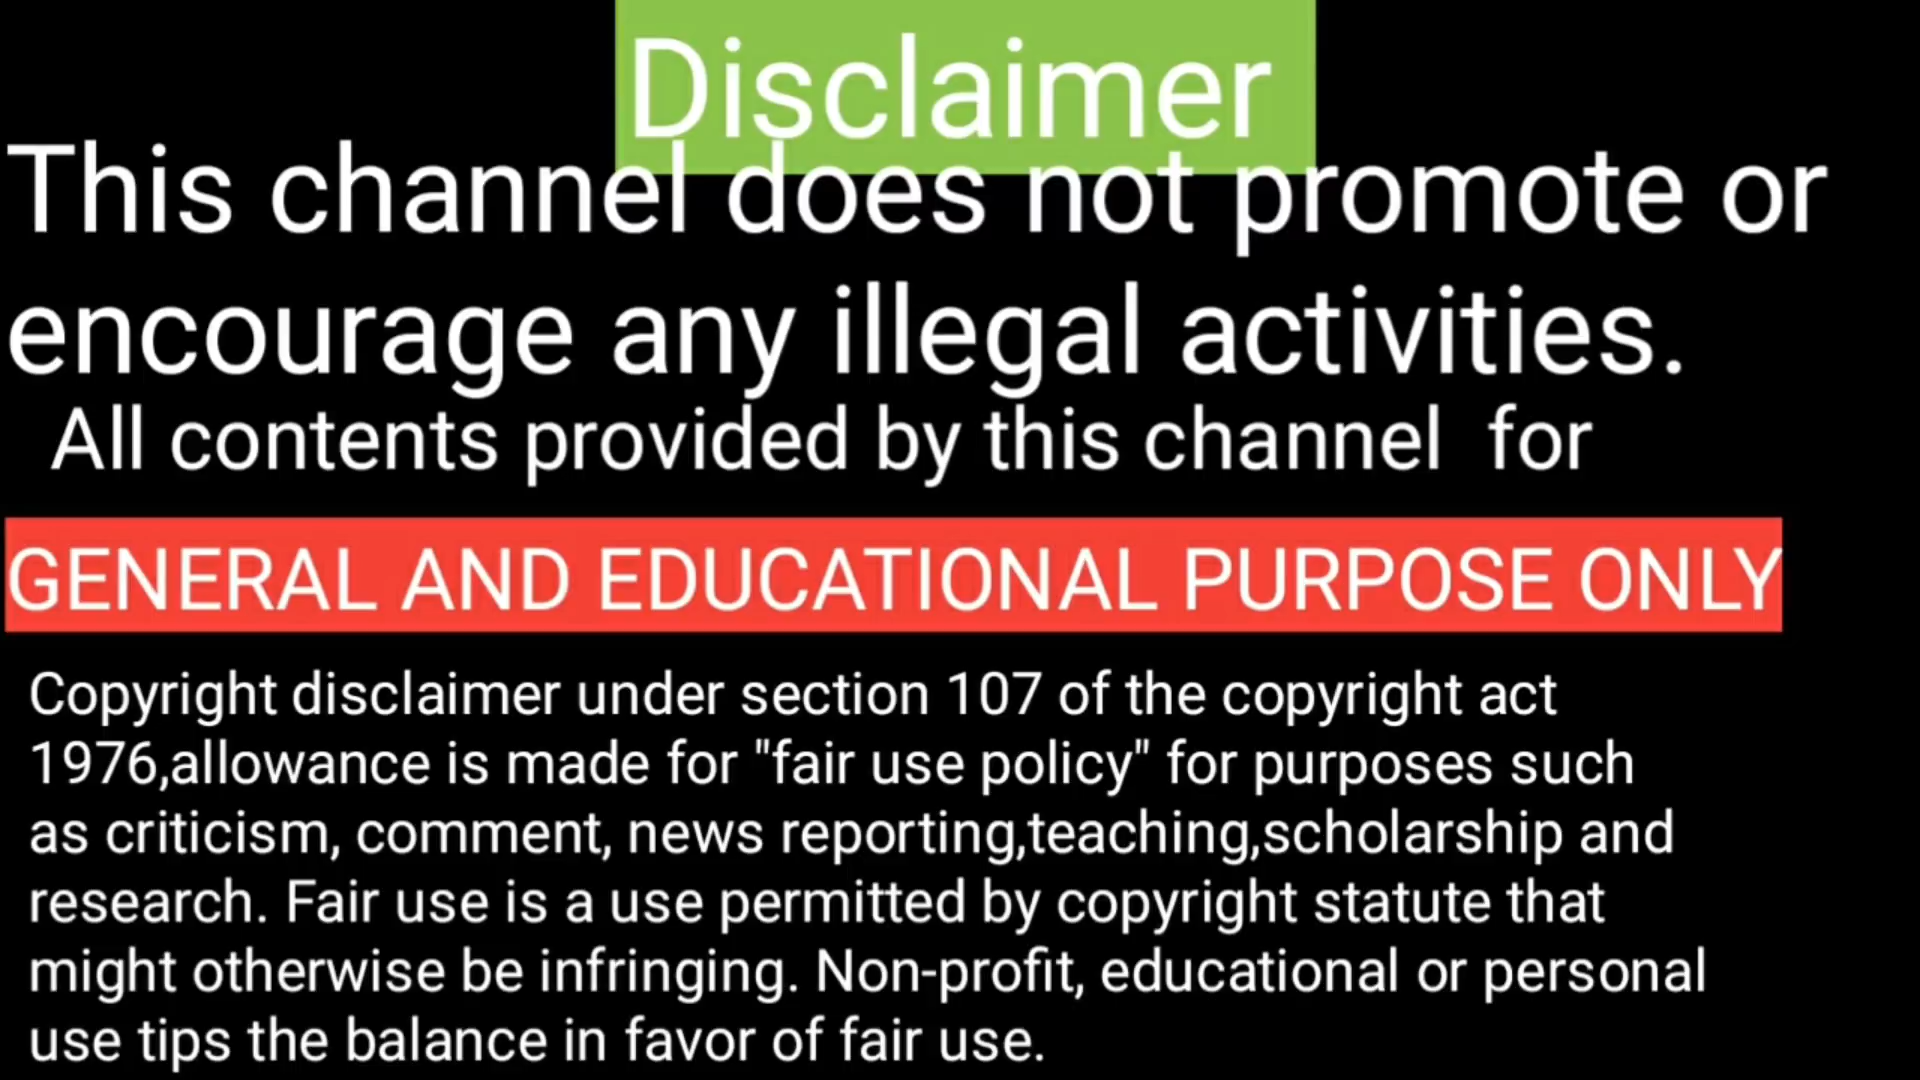 Disclaimer
This channel does not promote or
encourage any illegal activities.
All contents provided by this channel  for
GENERAL AND EDUCATIONAL PURPOSE ONLY
Copyright disclaimer under section 107 of the copyright act
1976,allowance is made for "fair use policy" for purposes such
as criticism, comment, news reporting,teaching,scholarship and
research. Fair use is a use permitted by copyright statute that
might otherwise be infringing. Non-profit, educational or personal
use tips the balance in favor of fair use.